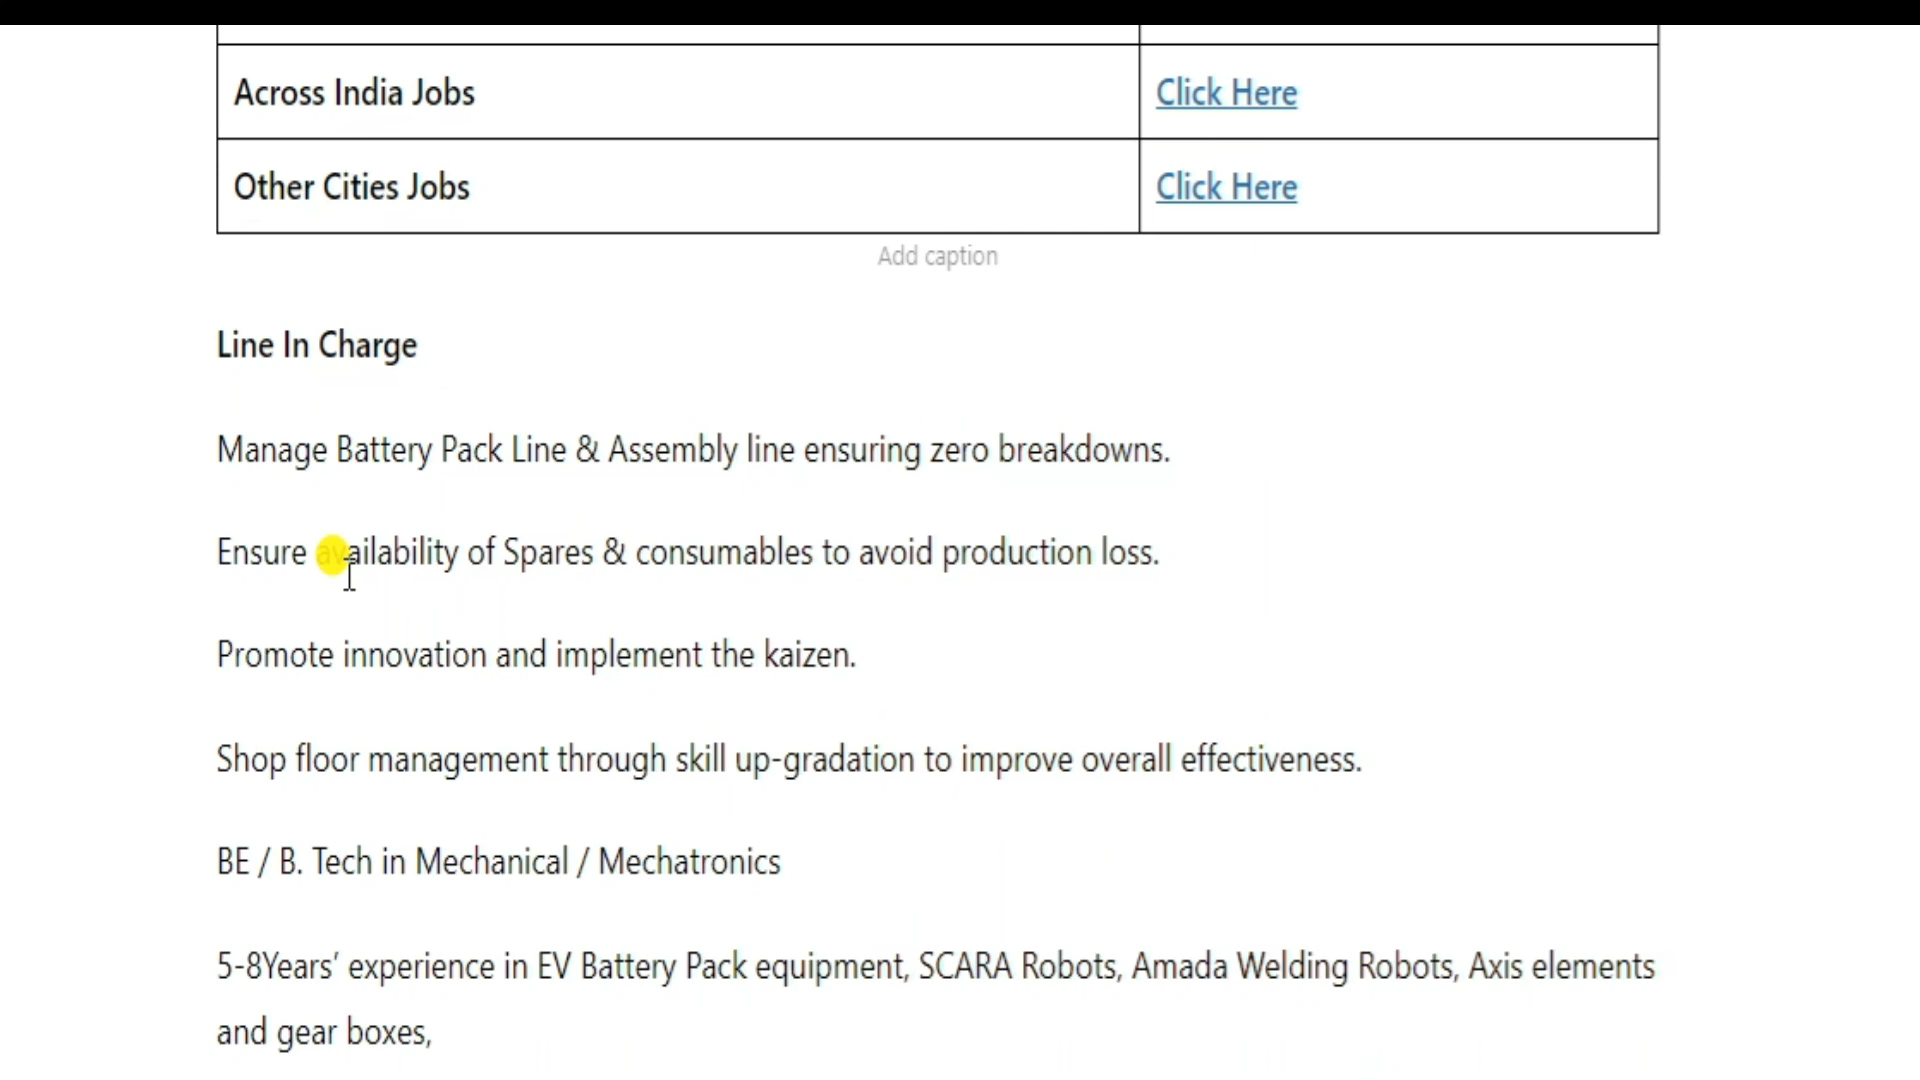 Across India Jobs Click Here
Other Cities Jobs Click Here
Add caption
Line In Charge
Manage Battery Pack Line & Assembly line ensuring zero breakdowns.
Ensure availability of Spares & consumables to avoid production loss.
Promote innovation and implement the kaizen.
Shop floor management through skill up-gradation to improve overall effectiveness.
BE / B. Tech in Mechanical / Mechatronics
5-8Years’ experience in EV Battery Pack equipment, SCARA Robots, Amada Welding Robots, Axis elements
and gear boxes,